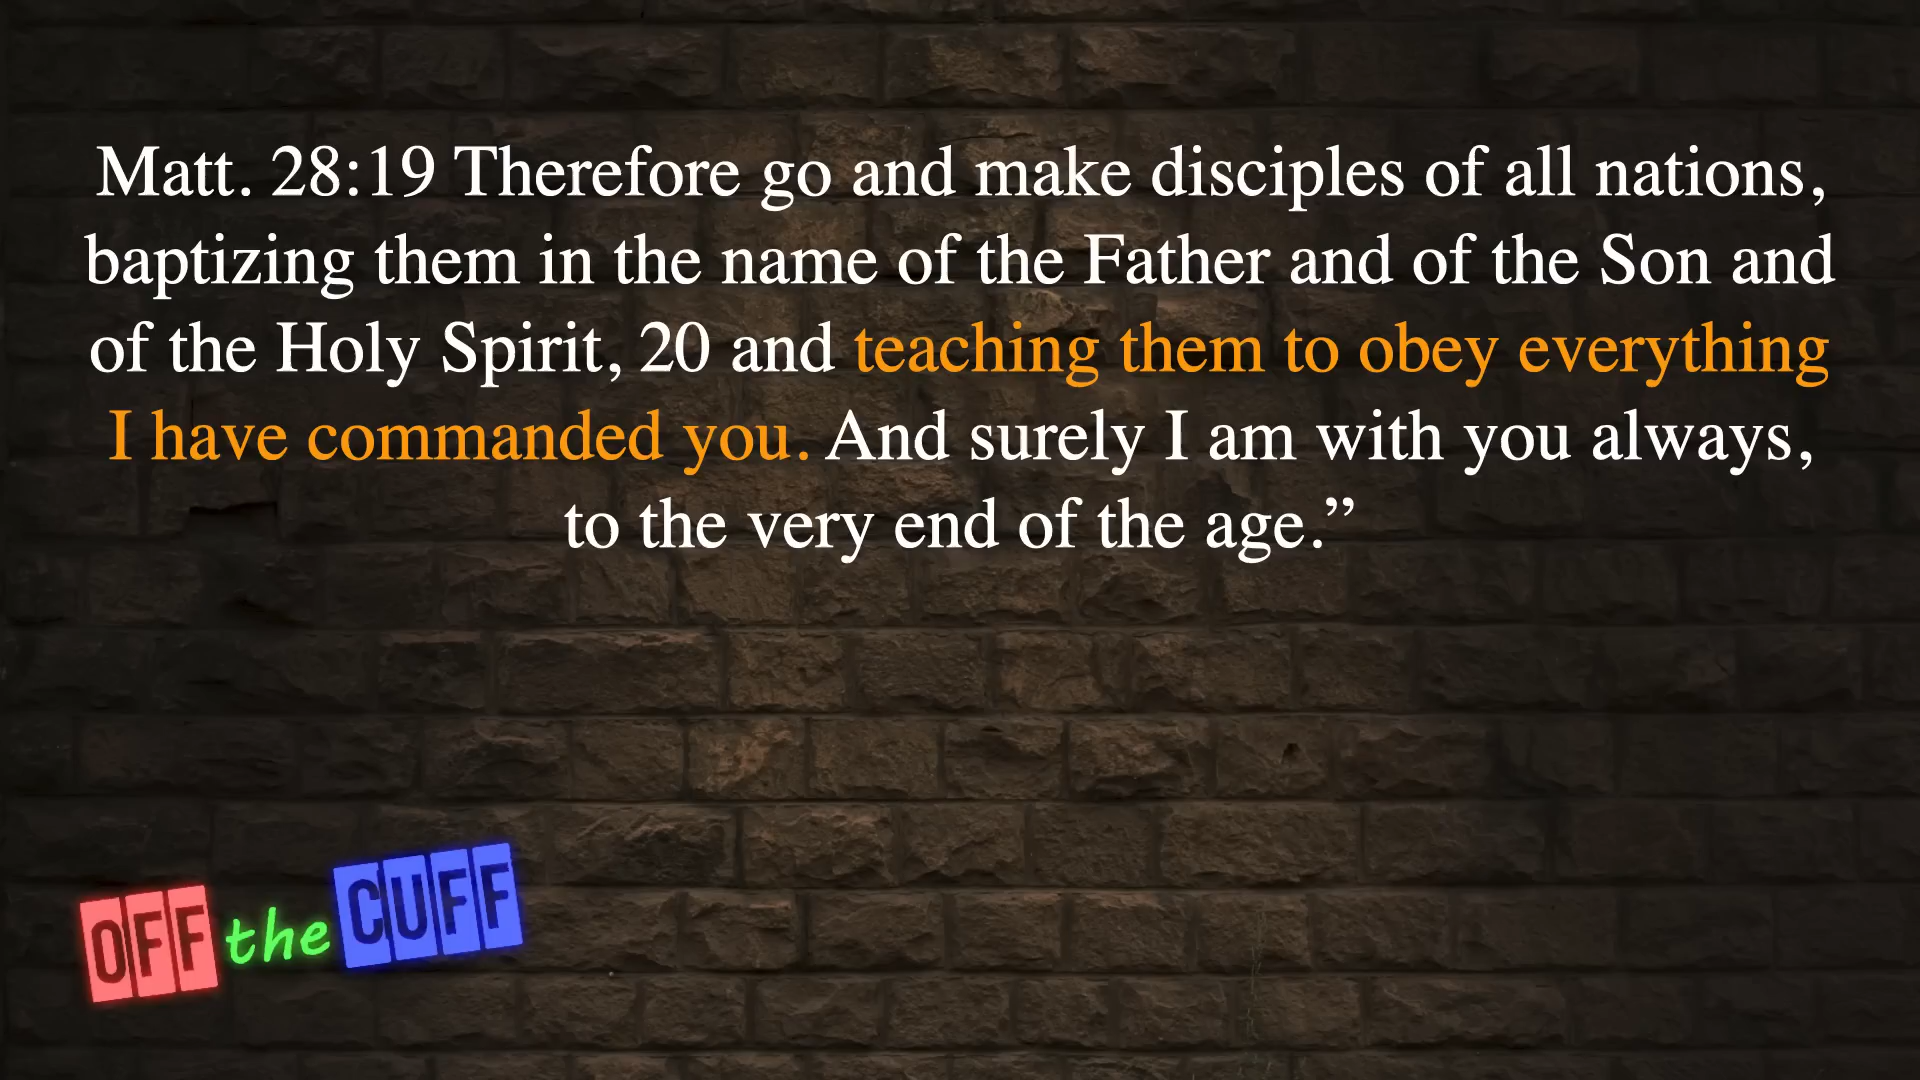 Matt. 28:19 Therefore go and make disciples of all nations,
baptizing them in the name of the Father and of the Son and
of the Holy Spirit, 20 and teaching them to obey everything
I have commanded you. And surely I am with you always,
to the very end of the age.”
OFF the CUFF